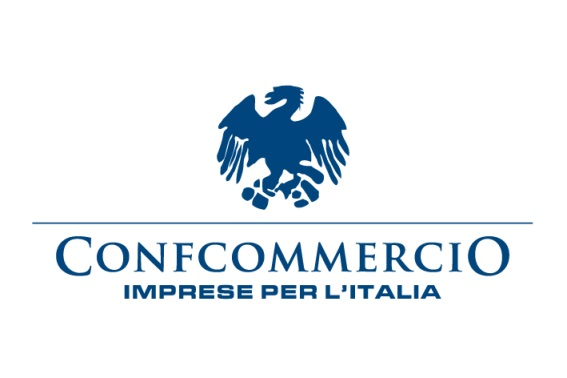 CONFCOMMERCIO
IMPRESE PER L'ITALIA